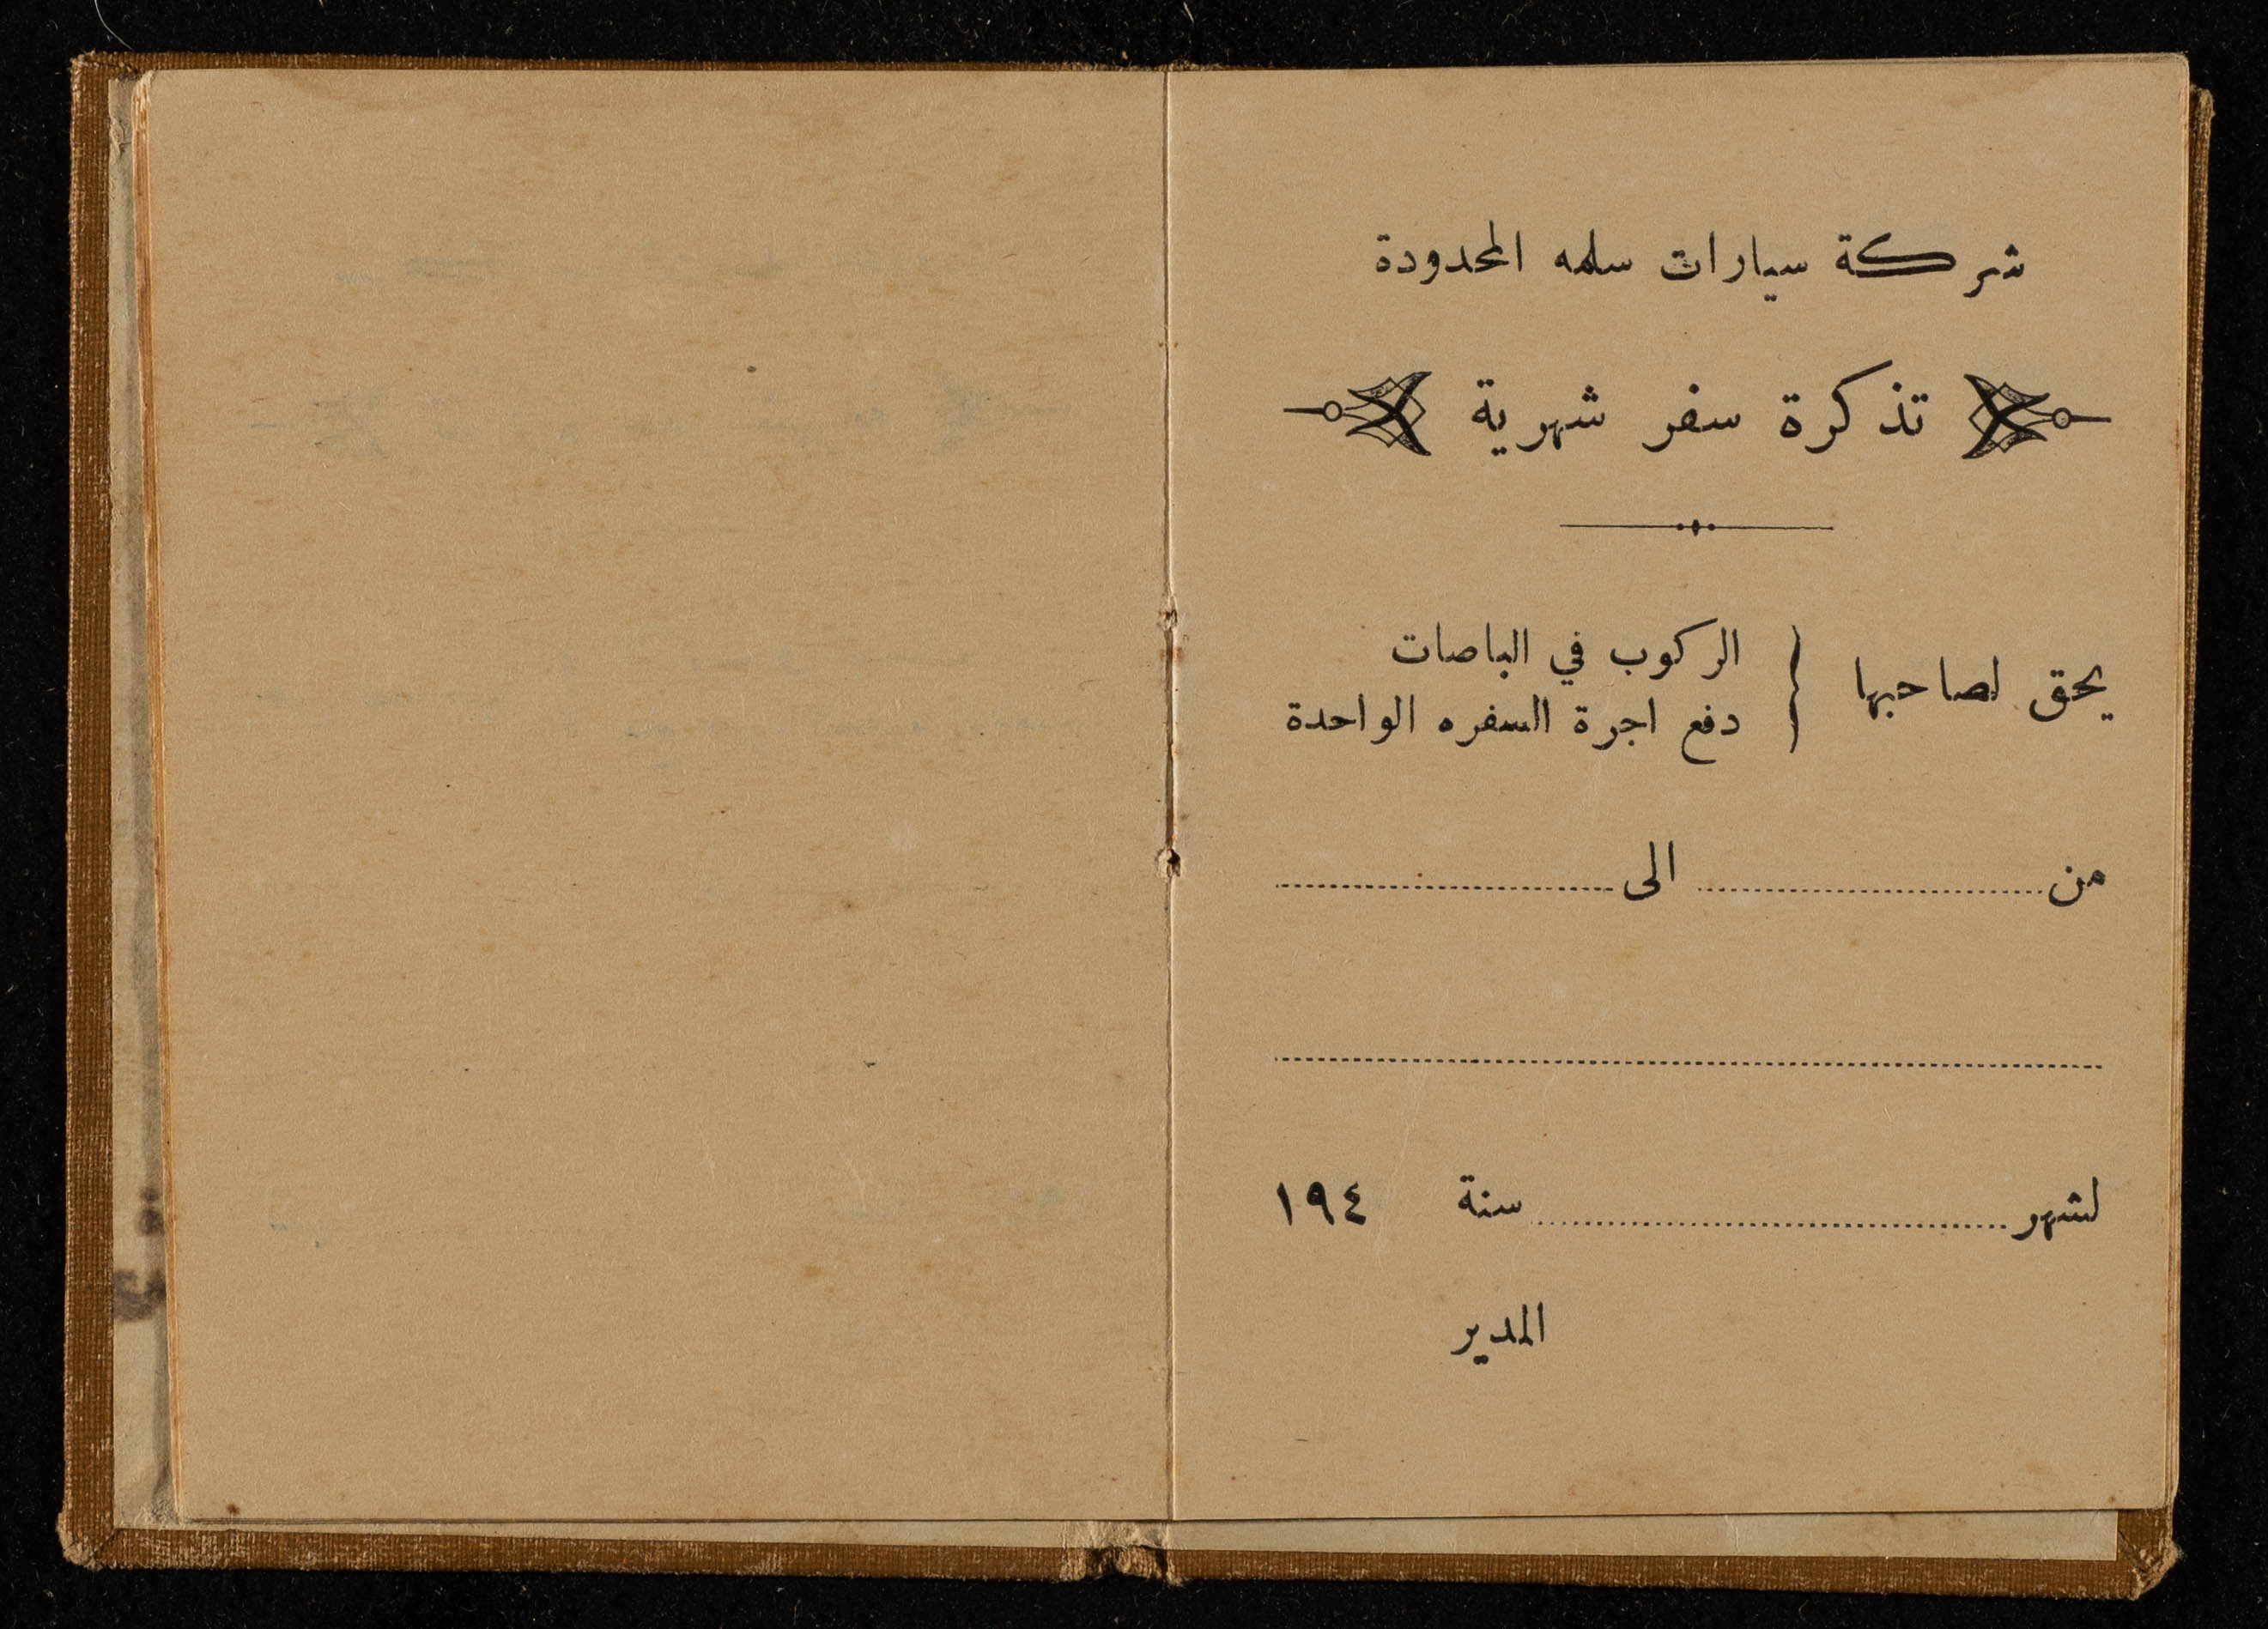 شركة سيارات سلمه المحدودة
تذكرة سفر شهرية
يحق لصاحبها { الركوب في الباصات
دفع اجرة السفره الواحدة
من .............................. الى ..............................
................................................................
لشهر ........................................ سنة ١٩٤
المدير